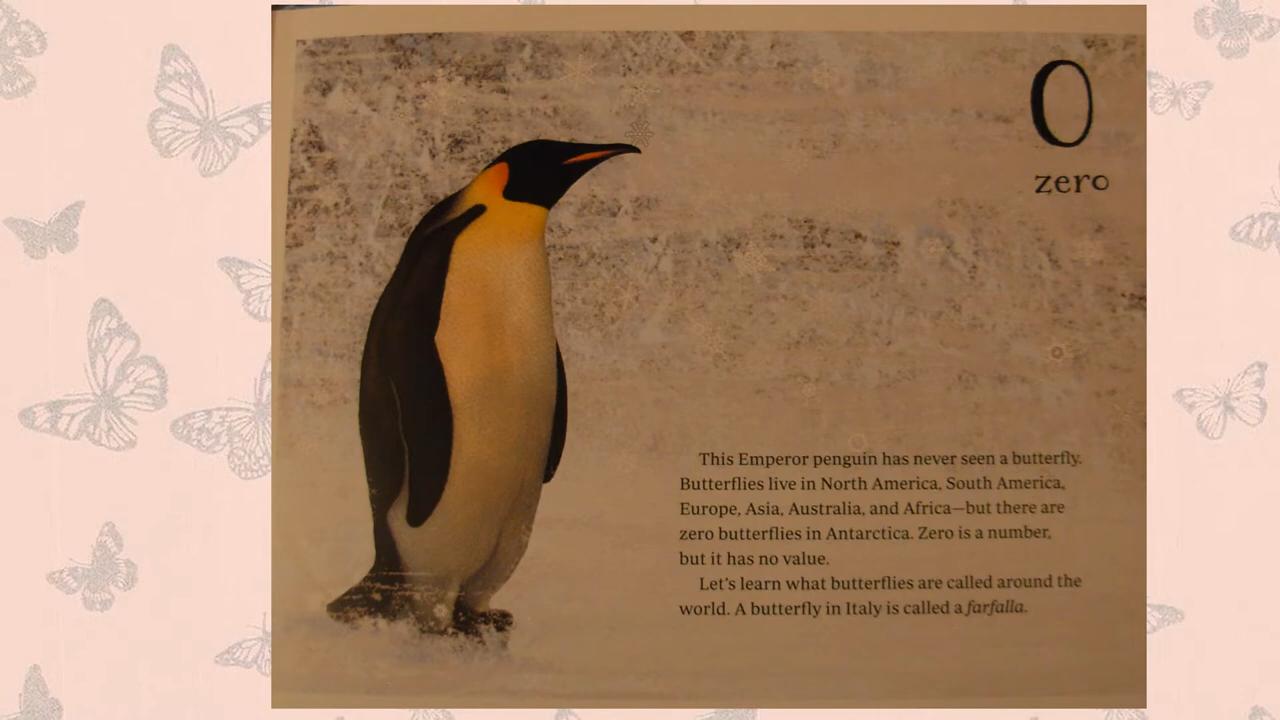 0
zero
This Emperor penguin has never seen a butterfly.
Butterflies live in North America, South America,
Europe, Asia, Australia, and Africa—but there are
zero butterflies in Antarctica. Zero is a number,
but it has no value.
Let's learn what butterflies are called around the
world. A butterfly in Italy is called a farfalla.